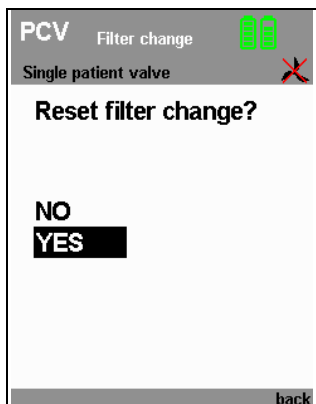 PCV Filter change
Single patient valve
Reset filter change?
NO
YES
back